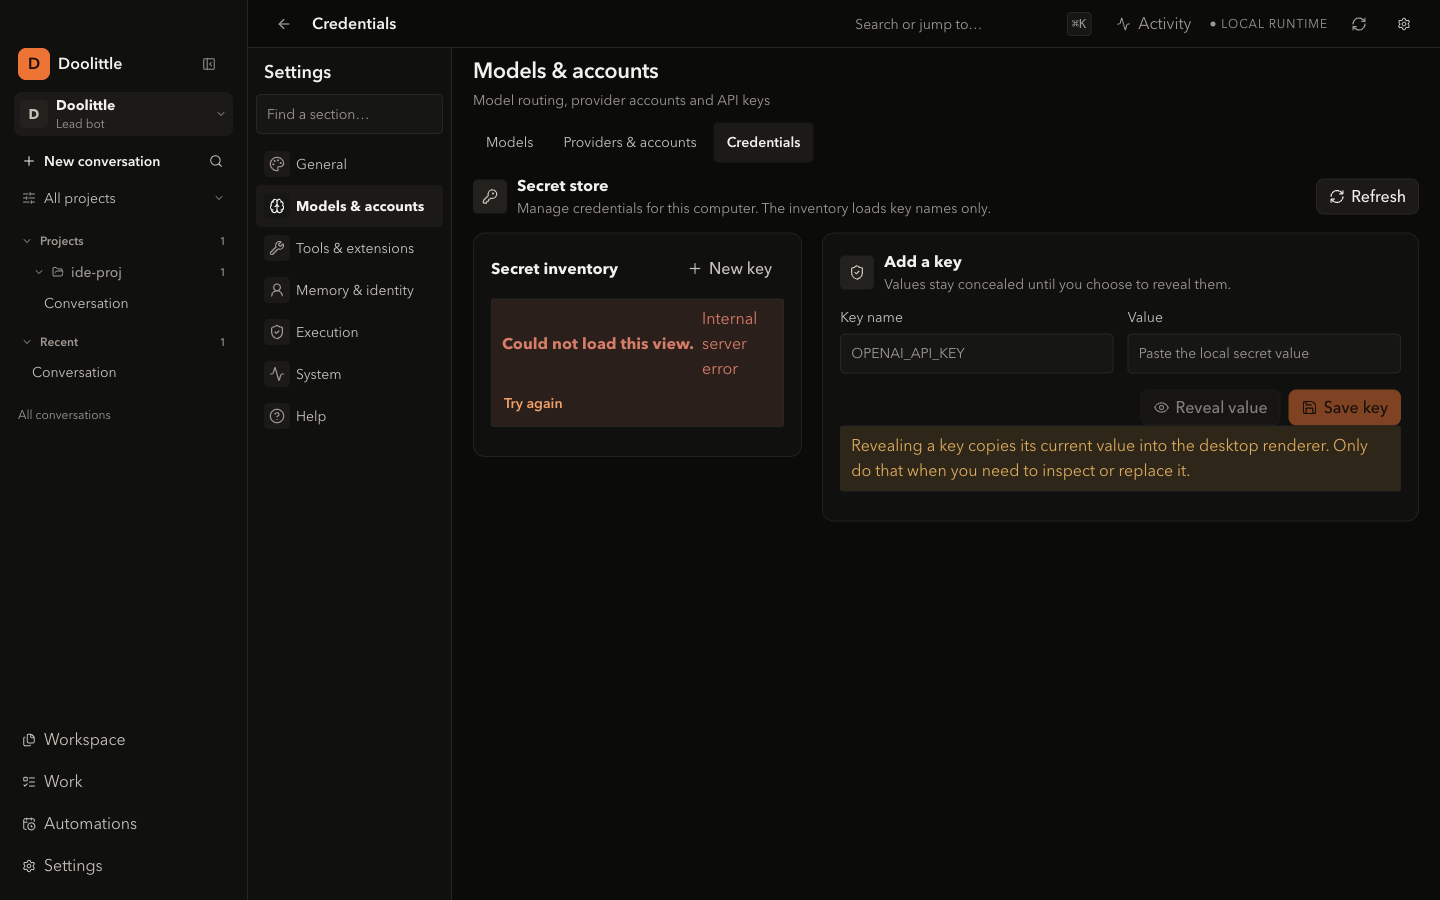 Credentials
Search or jump to…
⌘K
Activity
LOCAL RUNTIME
D
Doolittle
D
Doolittle
Lead bot
New conversation
All projects
Projects
1
ide-proj
1
Conversation
Recent
1
Conversation
All conversations
Workspace
Work
Automations
Settings
Settings
Find a section…
General
Models & accounts
Tools & extensions
Memory & identity
Execution
System
Help
Models & accounts
Model routing, provider accounts and API keys
Models
Providers & accounts
Credentials
Secret store
Manage credentials for this computer. The inventory loads key names only.
Refresh
Secret inventory
New key
Could not load this view.
Internal
server
error
Try again
Add a key
Values stay concealed until you choose to reveal them.
Key name
Value
OPENAI_API_KEY
Paste the local secret value
Reveal value
Save key
Revealing a key copies its current value into the desktop renderer. Only
do that when you need to inspect or replace it.